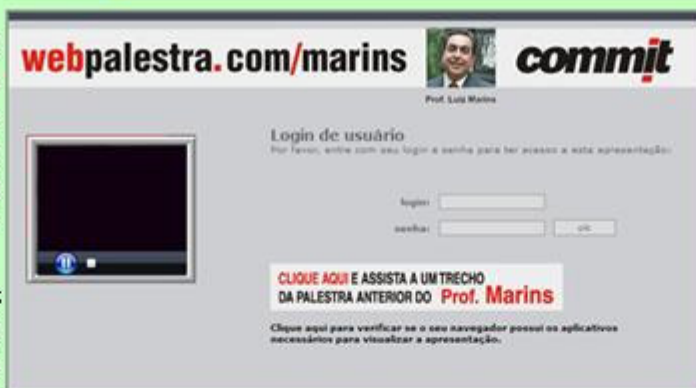 webpalestra.com/marins commit
Prof. Luiz Marins
Login de usuário
Por favor, entre com seu login e senha para ter acesso a esta apresentação:
login:
senha:
ok
CLIQUE AQUI E ASSISTA A UM TRECHO
DA PALESTRA ANTERIOR DO Prof. Marins
Clique aqui para verificar se o seu navegador possui os aplicativos
necessários para visualizar a apresentação.